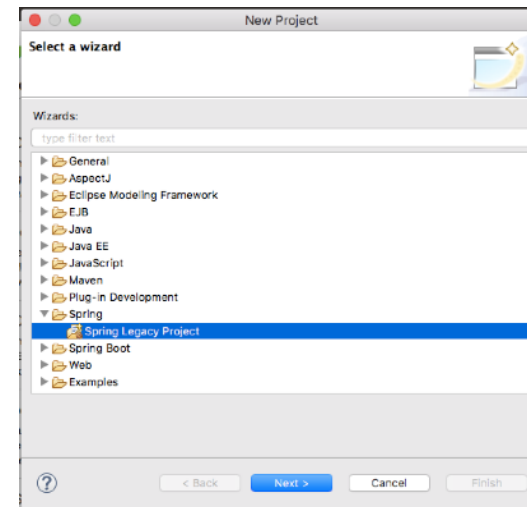 New Project
Select a wizard
Wizards:
type filter text
General
AspectJ
Eclipse Modeling Framework
EJB
Java
Java EE
JavaScript
Maven
Plug-in Development
Spring
Spring Legacy Project
Spring Boot
Web
Examples
? < Back Next > Cancel Finish